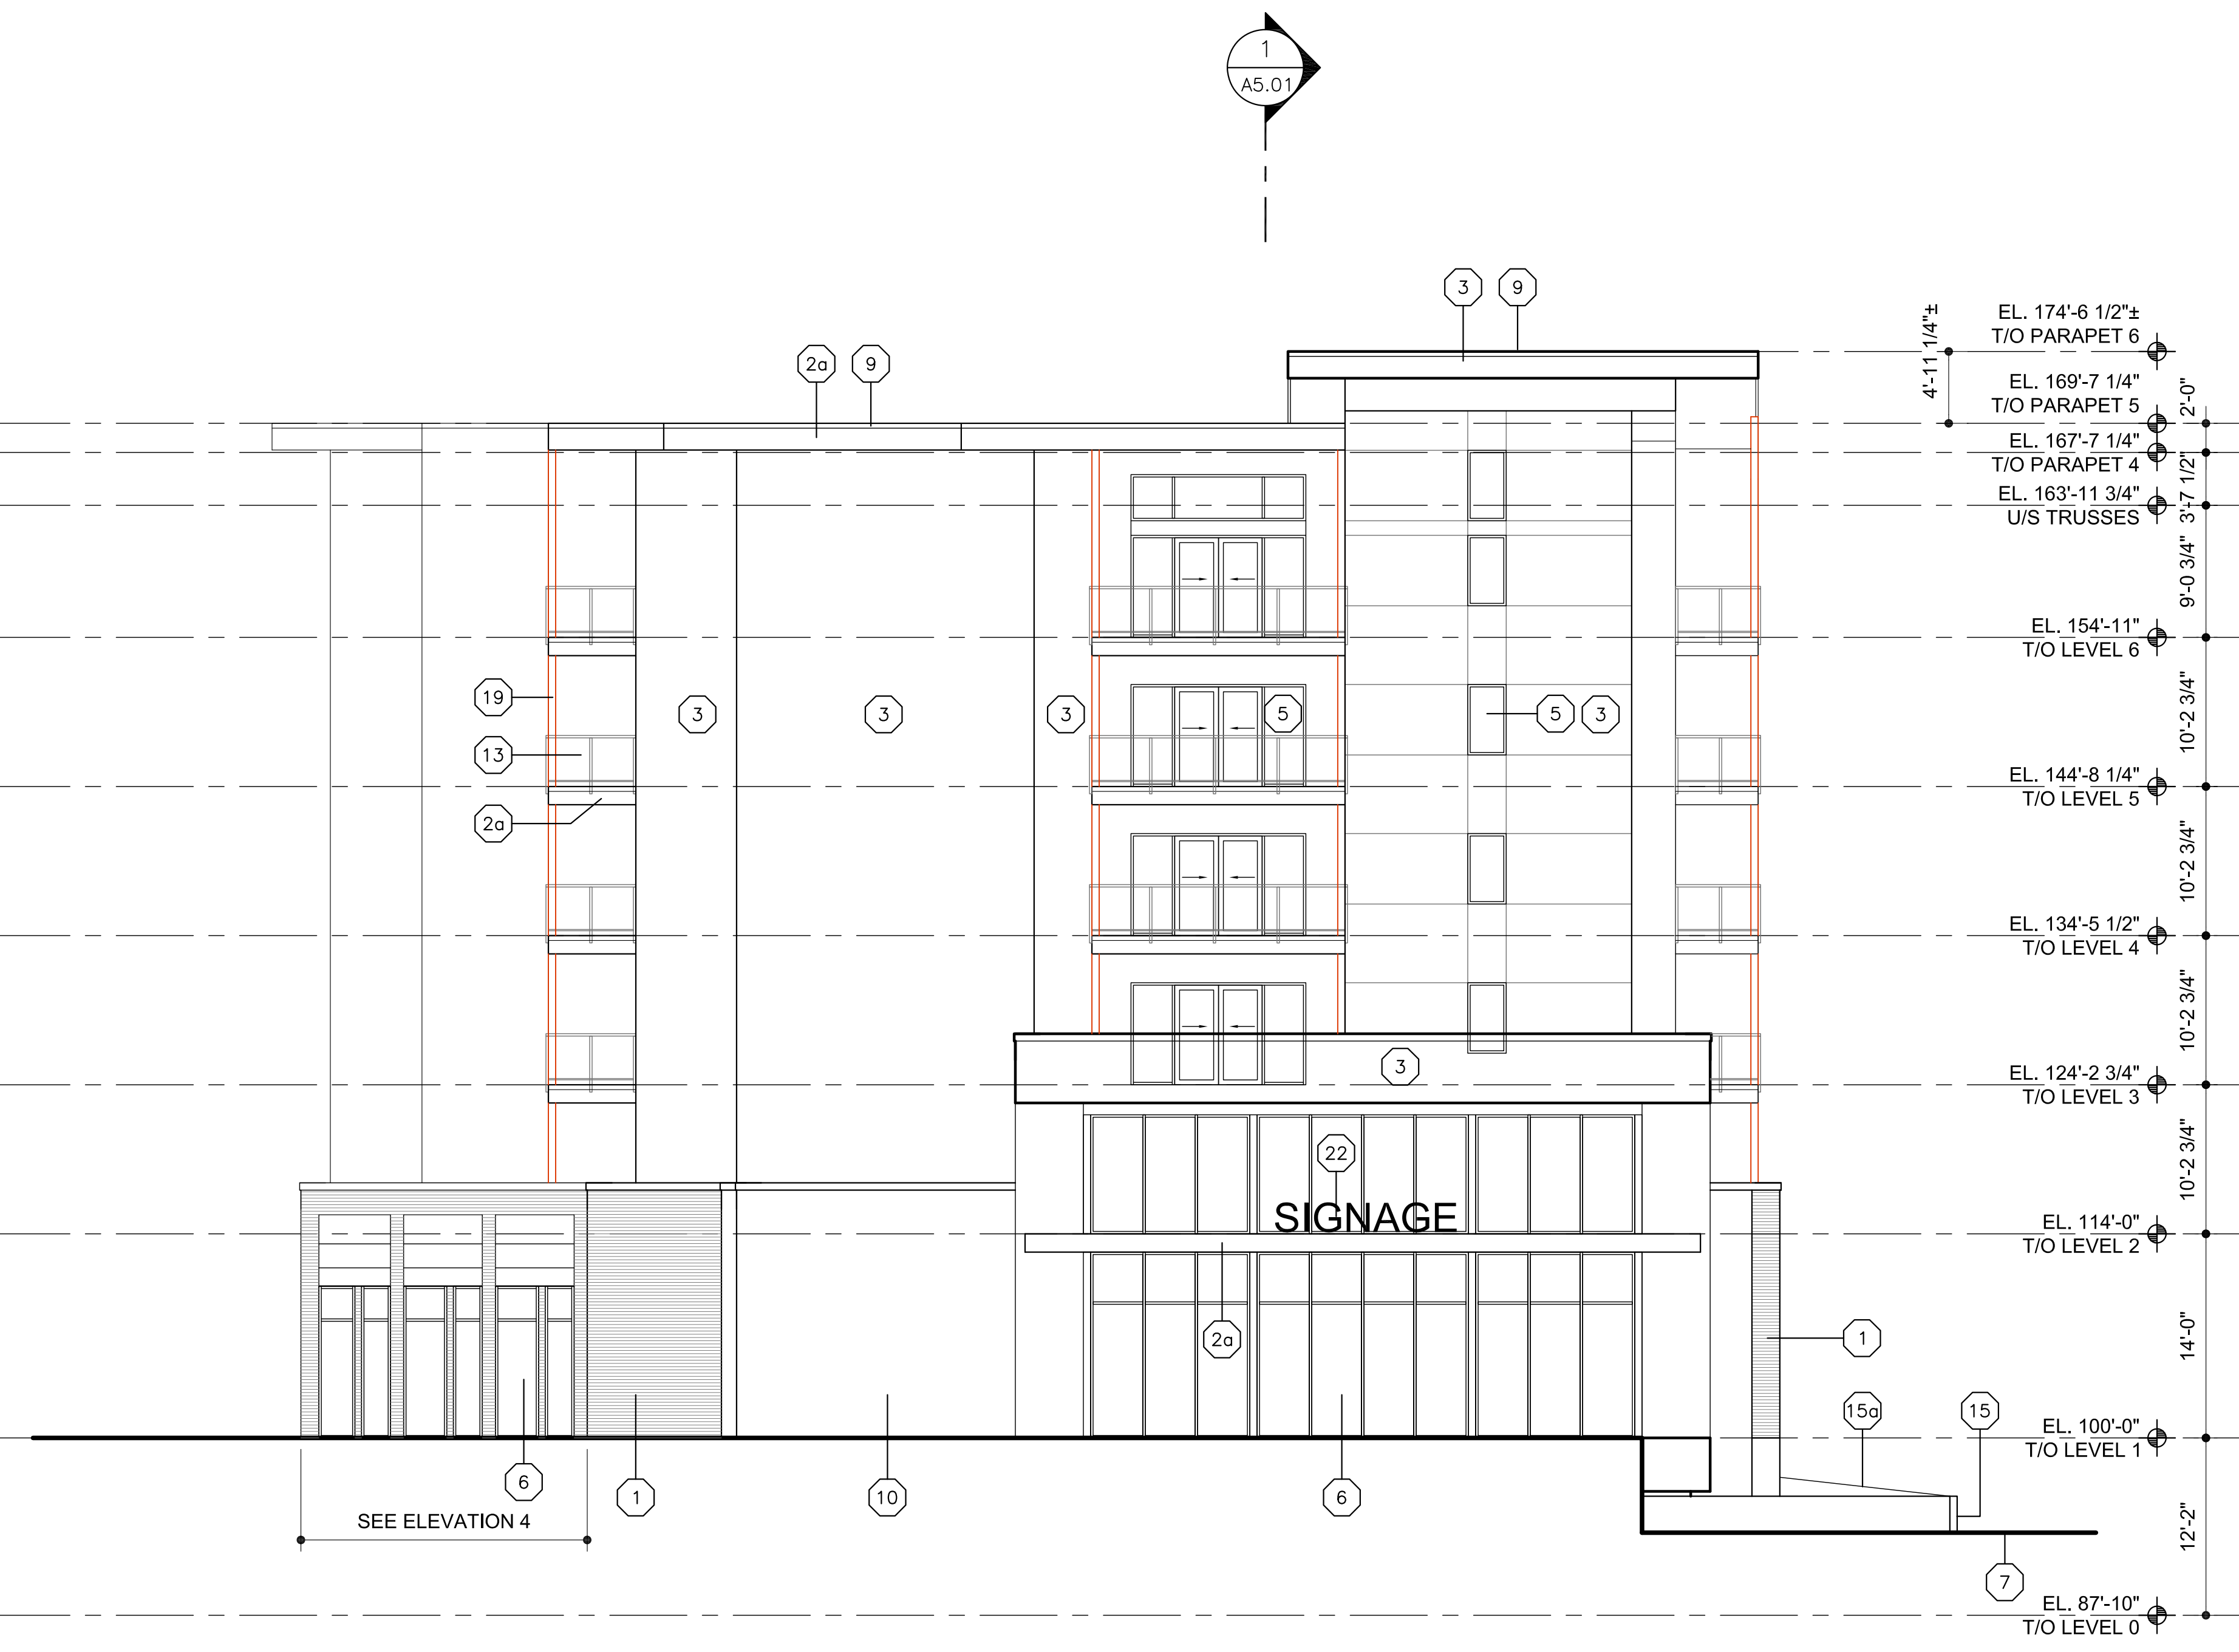 1
A5.01
3
9
4'-11 1/4"±
EL. 174'-6 1/2"±
T/O PARAPET 6
2a
9
EL. 169'-7 1/4"
T/O PARAPET 5
2'-0"
EL. 167'-7 1/4"
T/O PARAPET 4
3'-7 1/2"
EL. 163'-11 3/4"
U/S TRUSSES
9'-0 3/4"
EL. 154'-11"
T/O LEVEL 6
19
3
3
3
5
5
3
10'-2 3/4"
13
EL. 144'-8 1/4"
T/O LEVEL 5
2a
10'-2 3/4"
EL. 134'-5 1/2"
T/O LEVEL 4
10'-2 3/4"
3
EL. 124'-2 3/4"
T/O LEVEL 3
22
10'-2 3/4"
SIGNAGE
EL. 114'-0"
T/O LEVEL 2
2a
1
14'-0"
15a
15
EL. 100'-0"
T/O LEVEL 1
6
1
10
6
SEE ELEVATION 4
12'-2"
7
EL. 87'-10"
T/O LEVEL 0